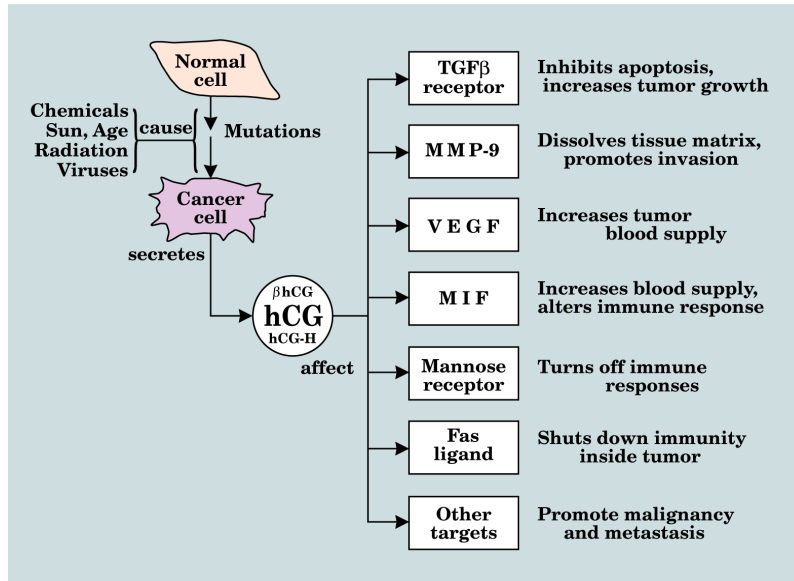 Normal
cell
Chemicals
Sun, Age
Radiation
Viruses
cause
Mutations
Cancer
cell
secretes
βhCG
hCG
hCG-H
affect
TGFβ
receptor
Inhibits apoptosis,
increases tumor growth
MMP-9
Dissolves tissue matrix,
promotes invasion
VEGF
Increases tumor
blood supply
MIF
Increases blood supply,
alters immune response
Mannose
receptor
Turns off immune
responses
Fas
ligand
Shuts down immunity
inside tumor
Other
targets
Promote malignancy
and metastasis